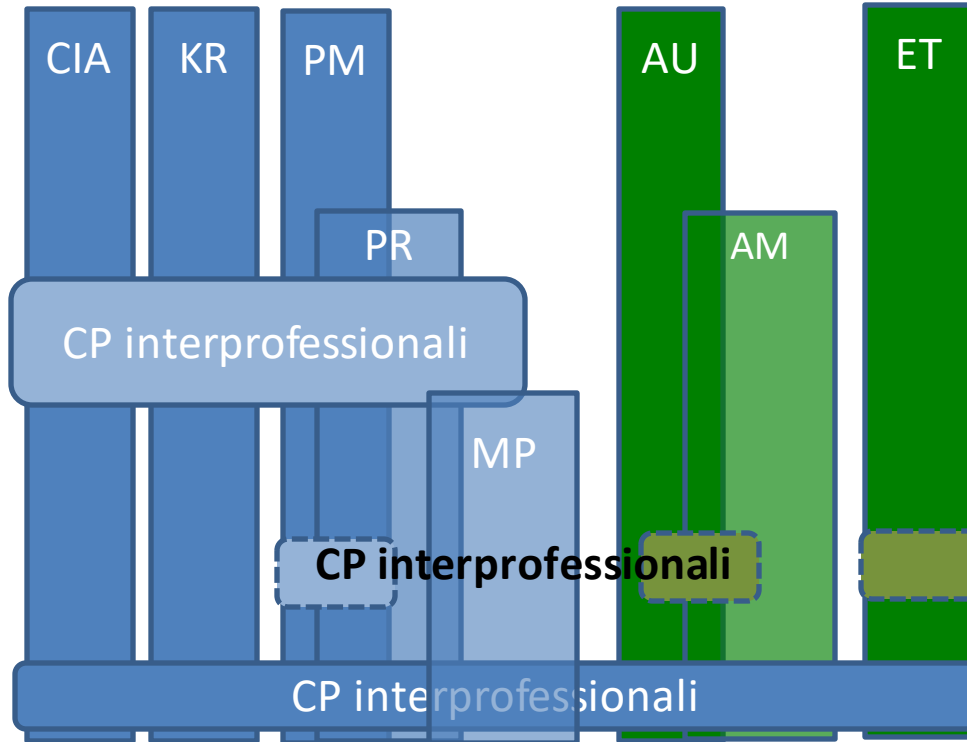 CIA KR PM AU ET
PR AM
CP interprofessionali
MP
CP interprofessionali
CP interprofessionali